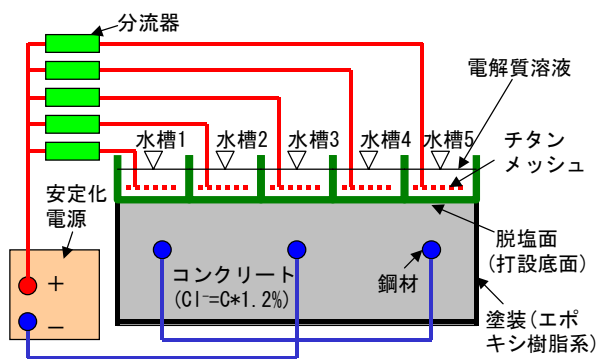 分流器
電解質溶液
水槽1 水槽2 水槽3 水槽4 水槽5
チタン
メッシュ
安定化
電源
脱塩面
(打設底面)
+
−
コンクリート
(Cl⁻=C*1.2%)
鋼材
塗装(エポ
キシ樹脂系)